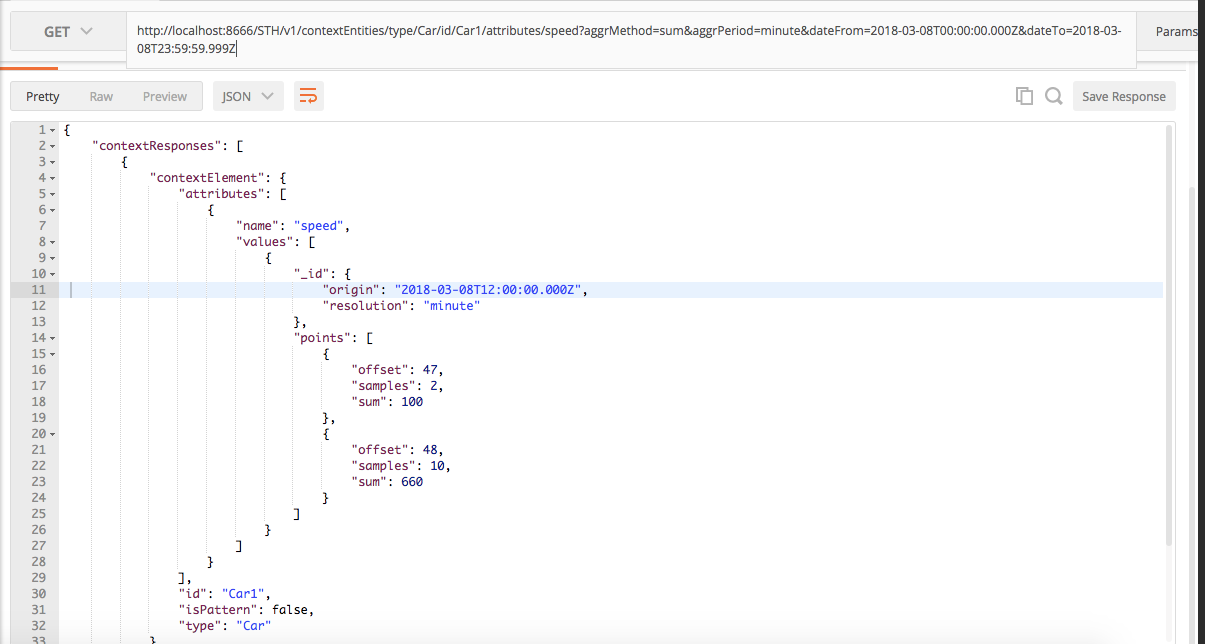 GET
http://localhost:8666/STH/v1/contextEntities/type/Car/id/Car1/attributes/speed?aggrMethod=sum&aggrPeriod=minute&dateFrom=2018-03-08T00:00:00.000Z&dateTo=2018-03-
08T23:59:59.999Z
Params
Pretty Raw Preview JSON Save Response
1 {
2 "contextResponses": [
3 {
4 "contextElement": {
5 "attributes": [
6 {
7 "name": "speed",
8 "values": [
9 {
10 "_id": {
11 "origin": "2018-03-08T12:00:00.000Z",
12 "resolution": "minute"
13 },
14 "points": [
15 {
16 "offset": 47,
17 "samples": 2,
18 "sum": 100
19 },
20 {
21 "offset": 48,
22 "samples": 10,
23 "sum": 660
24 }
25 ]
26 }
27 ]
28 }
29 ],
30 "id": "Car1",
31 "isPattern": false,
32 "type": "Car"
33 }